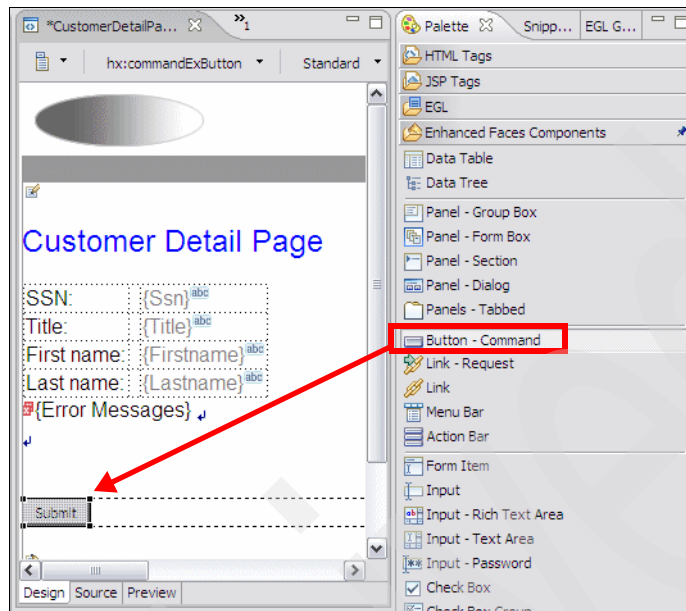 *CustomerDetailPa...
»1
hx:commandExButton
Standard
Customer Detail Page
SSN: {Ssn} abc
Title: {Title} abc
First name: {Firstname} abc
Last name: {Lastname} abc
{Error Messages}
Submit
Design Source Preview
Palette Snipp... EGL G...
HTML Tags
JSP Tags
EGL
Enhanced Faces Components
Data Table
Data Tree
Panel - Group Box
Panel - Form Box
Panel - Section
Panel - Dialog
Panels - Tabbed
Button - Command
Link - Request
Link
Menu Bar
Action Bar
Form Item
Input
Input - Rich Text Area
Input - Text Area
Input - Password
Check Box
Check Box Group